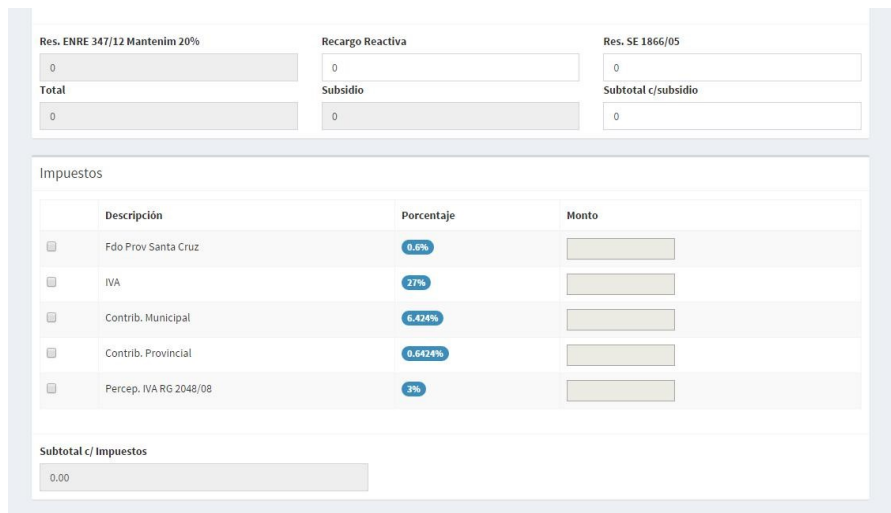 Res. ENRE 347/12 Mantenim 20% Recargo Reactiva Res. SE 1866/05
0 0 0
Total Subsidio Subtotal c/subsidio
0 0 0
Impuestos
Descripción Porcentaje Monto
Fdo Prov Santa Cruz 0.6%
IVA 27%
Contrib. Municipal 6.424%
Contrib. Provincial 0.6424%
Percep. IVA RG 2048/08 3%
Subtotal c/ Impuestos
0.00